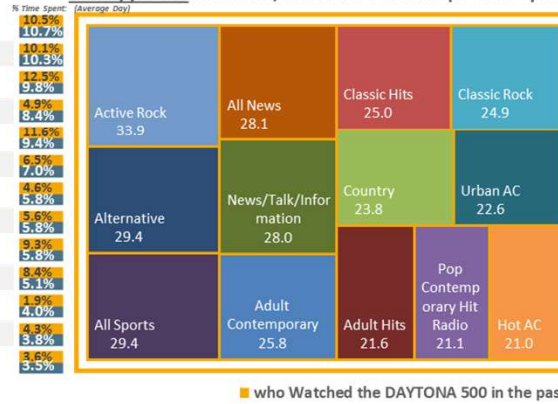 % Time Spent: (Average Day)
10.5%
10.7%
10.1%
10.3%
12.5%
9.8%
4.9%
8.4%
11.6%
9.4%
6.5%
7.0%
4.6%
5.8%
5.6%
5.8%
9.3%
5.8%
8.4%
5.1%
1.9%
4.0%
4.3%
3.8%
3.6%
3.5%
Active Rock
33.9
All News
28.1
Classic Hits
25.0
Classic Rock
24.9
Alternative
29.4
News/Talk/Infor
mation
28.0
Country
23.8
Urban AC
22.6
All Sports
29.4
Adult
Contemporary
25.8
Adult Hits
21.6
Pop
Contemp
orary Hit
Radio
21.1
Hot AC
21.0
who Watched the DAYTONA 500 in the pas